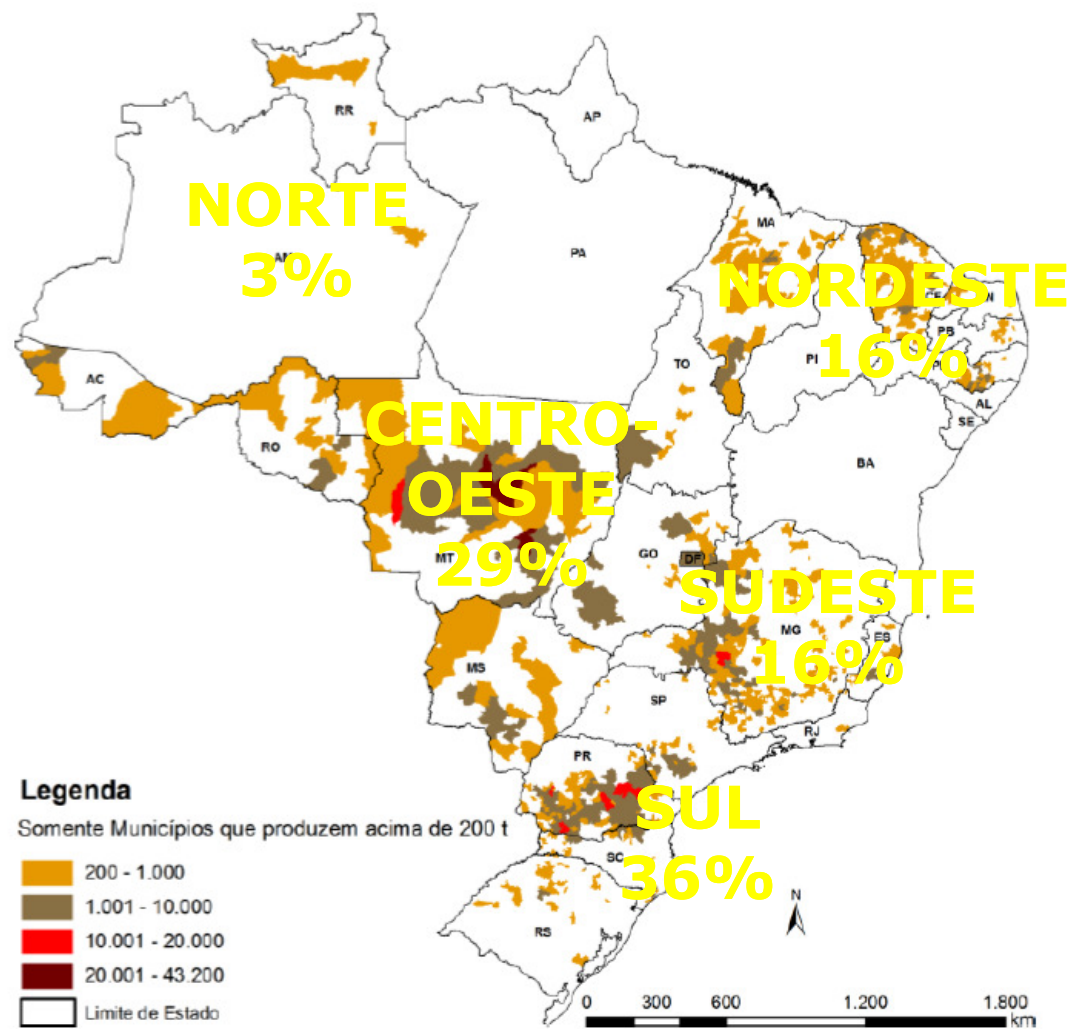 RR
AP
NORTE
3%
AM
PA
MA
NORDESTE
16%
CE
PB
PI
TO
AL
SE
BA
AC
RO
CENTRO-
OESTE
29%
MT
GO
DF
SUDESTE
16%
MG
ES
MS
SP
RJ
PR
SUL
36%
SC
RS
Legenda
Somente Municípios que produzem acima de 200 t
200 - 1.000
1.001 - 10.000
10.001 - 20.000
20.001 - 43.200
Limite de Estado
N
0 300 600 1.200 1.800
km